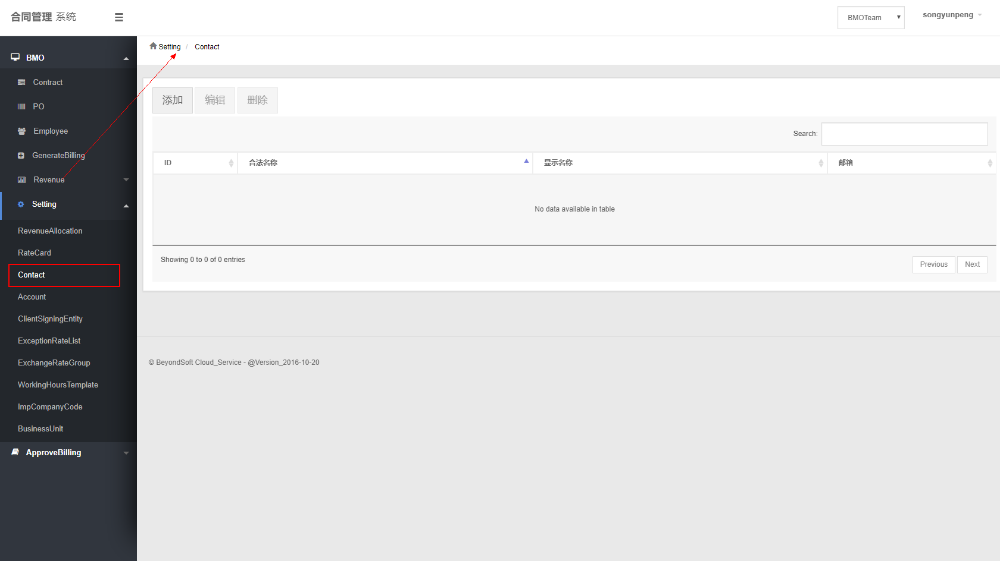 合同管理 系统
BMOTeam
songyunpeng
BMO
Contract
PO
Employee
GenerateBilling
Revenue
Setting
RevenueAllocation
RateCard
Contact
Account
ClientSigningEntity
ExceptionRateList
ExchangeRateGroup
WorkingHoursTemplate
ImpCompanyCode
BusinessUnit
ApproveBilling
Setting / Contact
添加 编辑 删除
Search:
ID 合法名称 显示名称 邮箱
No data available in table
Showing 0 to 0 of 0 entries
Previous Next
© BeyondSoft Cloud_Service - @Version_2016-10-20